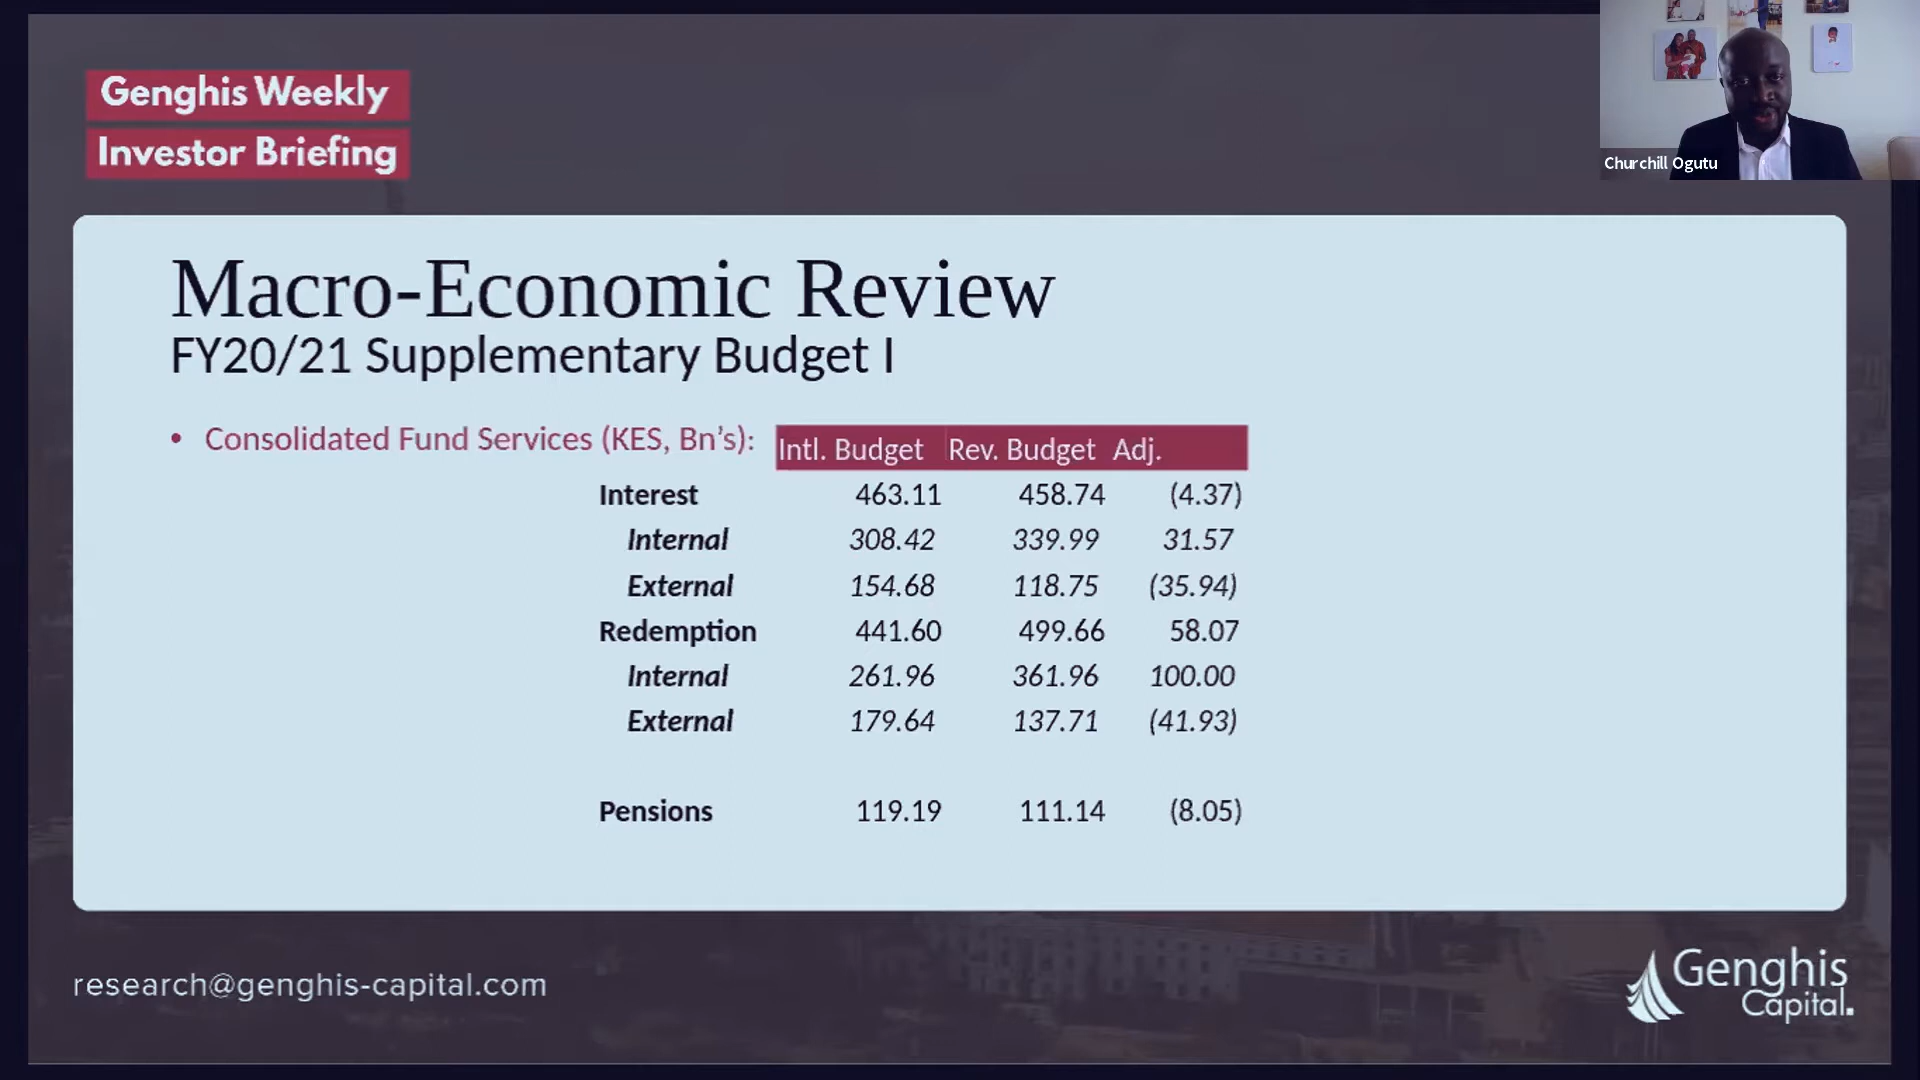 Genghis Weekly
Investor Briefing
Churchill Ogutu
Macro-Economic Review
FY20/21 Supplementary Budget I
• Consolidated Fund Services (KES, Bn’s): Intl. Budget Rev. Budget Adj.
Interest 463.11 458.74 (4.37)
Internal 308.42 339.99 31.57
External 154.68 118.75 (35.94)
Redemption 441.60 499.66 58.07
Internal 261.96 361.96 100.00
External 179.64 137.71 (41.93)
Pensions 119.19 111.14 (8.05)
research@genghis-capital.com
Genghis
Capital.